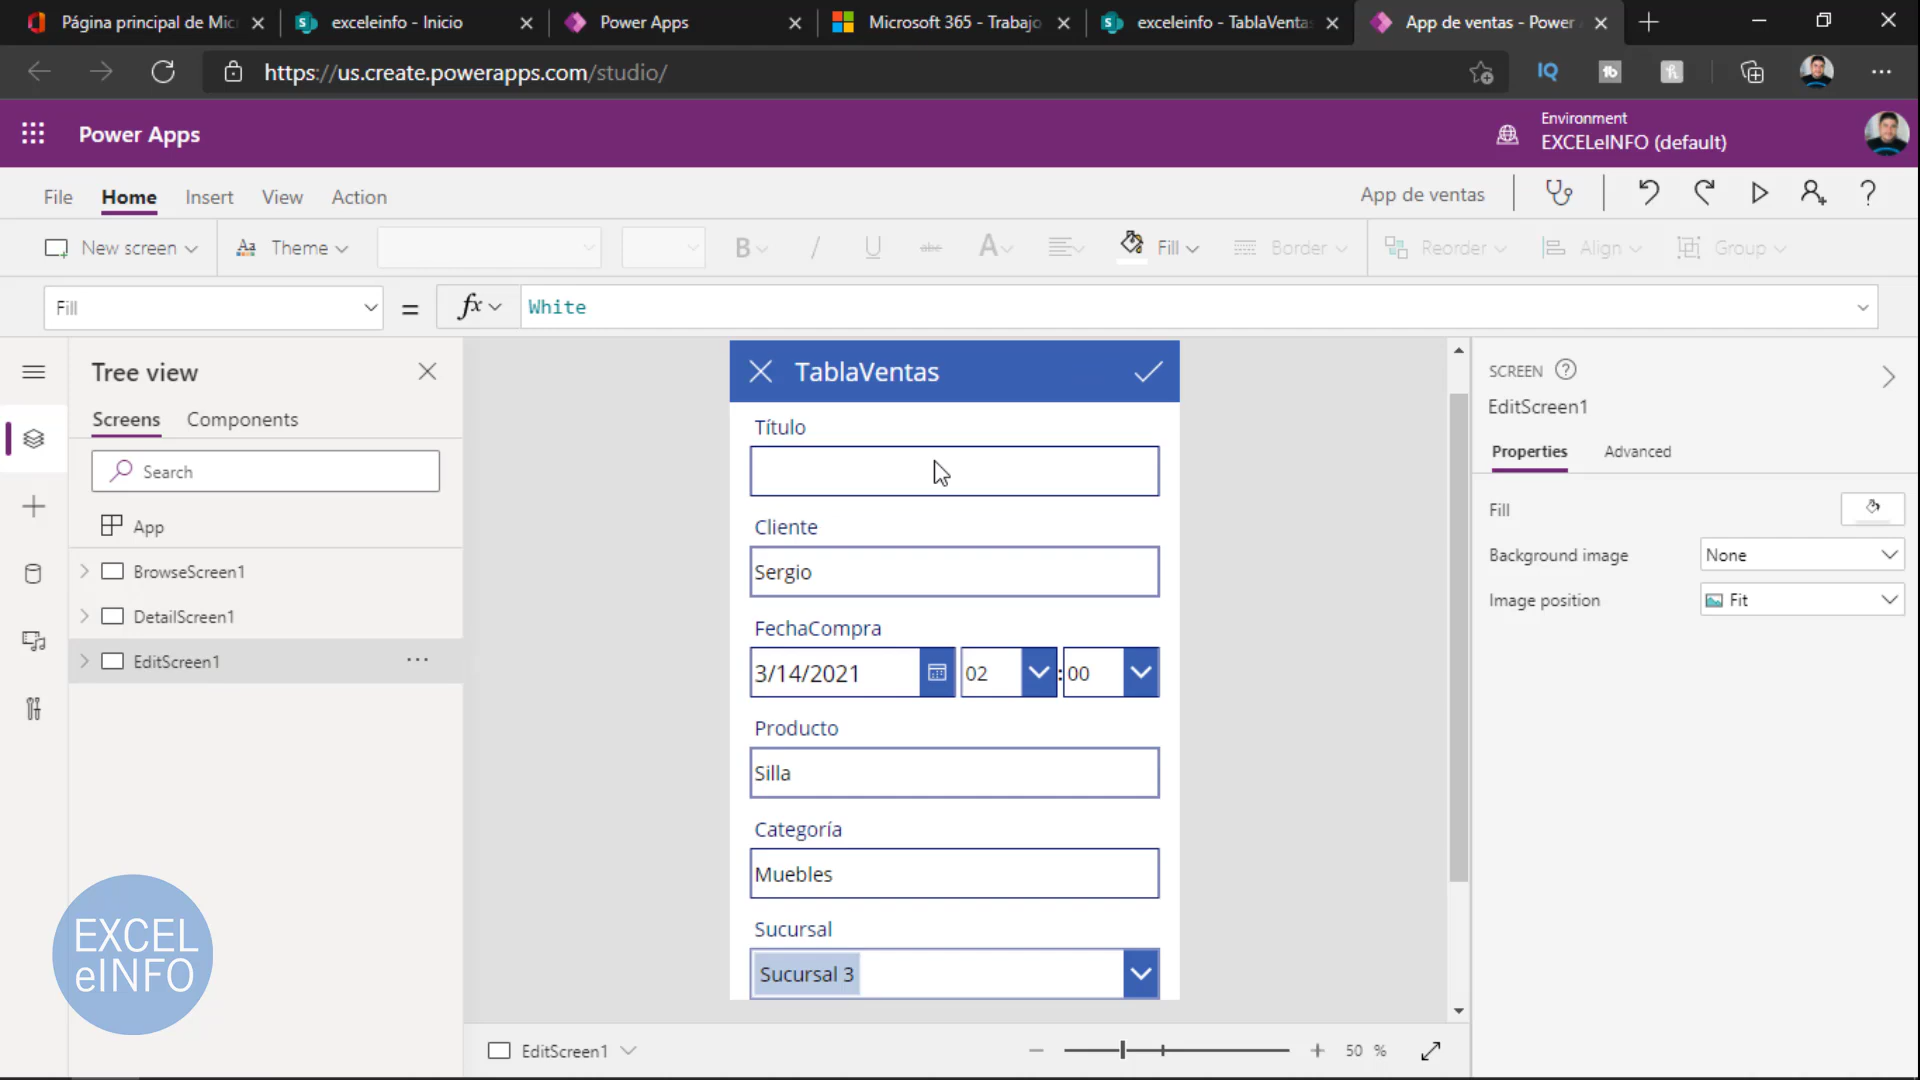 Página principal de Mic
exceleinfo - Inicio
Power Apps
Microsoft 365 - Trabajo
exceleinfo - TablaVentas
App de ventas - Power
https://us.create.powerapps.com/studio/
IQ
Power Apps
Environment
EXCELeINFO (default)
File
Home
Insert
View
Action
App de ventas
New screen
Theme
B
/
U
abc
A
Fill
Border
Reorder
Align
Group
Fill
=
fx
White
Tree view
Screens
Components
Search
App
BrowseScreen1
DetailScreen1
EditScreen1
TablaVentas
Título
Cliente
Sergio
FechaCompra
3/14/2021
02
:
00
Producto
Silla
Categoría
Muebles
Sucursal
Sucursal 3
SCREEN
EditScreen1
Properties
Advanced
Fill
Background image
None
Image position
Fit
EXCEL
eINFO
EditScreen1
50 %